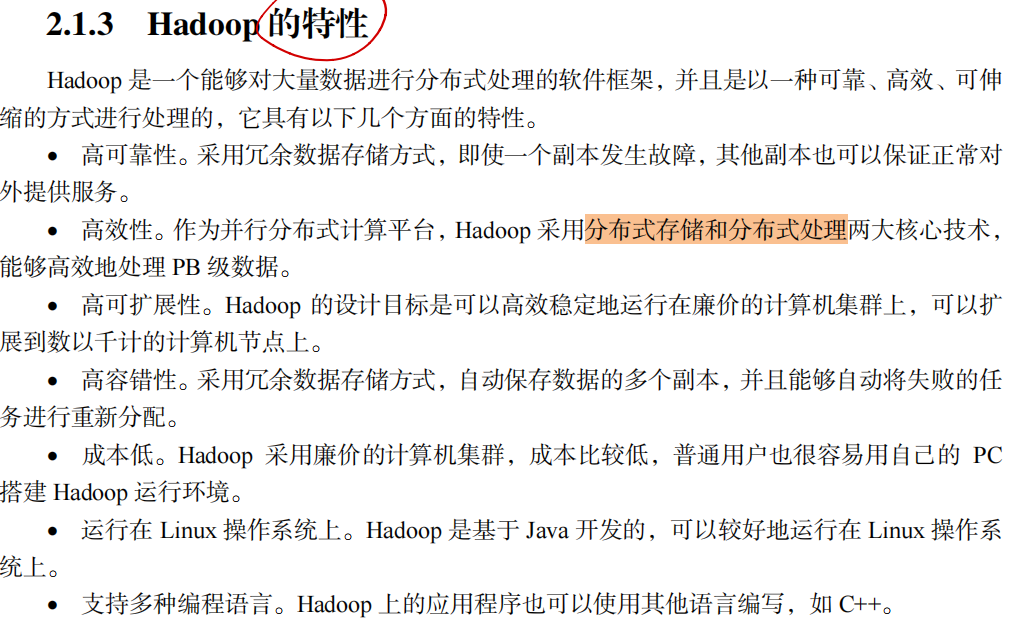 2.1.3 Hadoop 的特性
Hadoop 是一个能够对大量数据进行分布式处理的软件框架，并且是以一种可靠、高效、可伸
缩的方式进行处理的，它具有以下几个方面的特性。
● 高可靠性。采用冗余数据存储方式，即使一个副本发生故障，其他副本也可以保证正常对
外提供服务。
● 高效性。作为并行分布式计算平台，Hadoop 采用分布式存储和分布式处理两大核心技术，
能够高效地处理 PB 级数据。
● 高可扩展性。Hadoop 的设计目标是可以高效稳定地运行在廉价的计算机集群上，可以扩
展到数以千计的计算机节点上。
● 高容错性。采用冗余数据存储方式，自动保存数据的多个副本，并且能够自动将失败的任
务进行重新分配。
● 成本低。Hadoop 采用廉价的计算机集群，成本比较低，普通用户也很容易用自己的 PC
搭建 Hadoop 运行环境。
● 运行在 Linux 操作系统上。Hadoop 是基于 Java 开发的，可以较好地运行在 Linux 操作系
统上。
● 支持多种编程语言。Hadoop 上的应用程序也可以使用其他语言编写，如 C++。